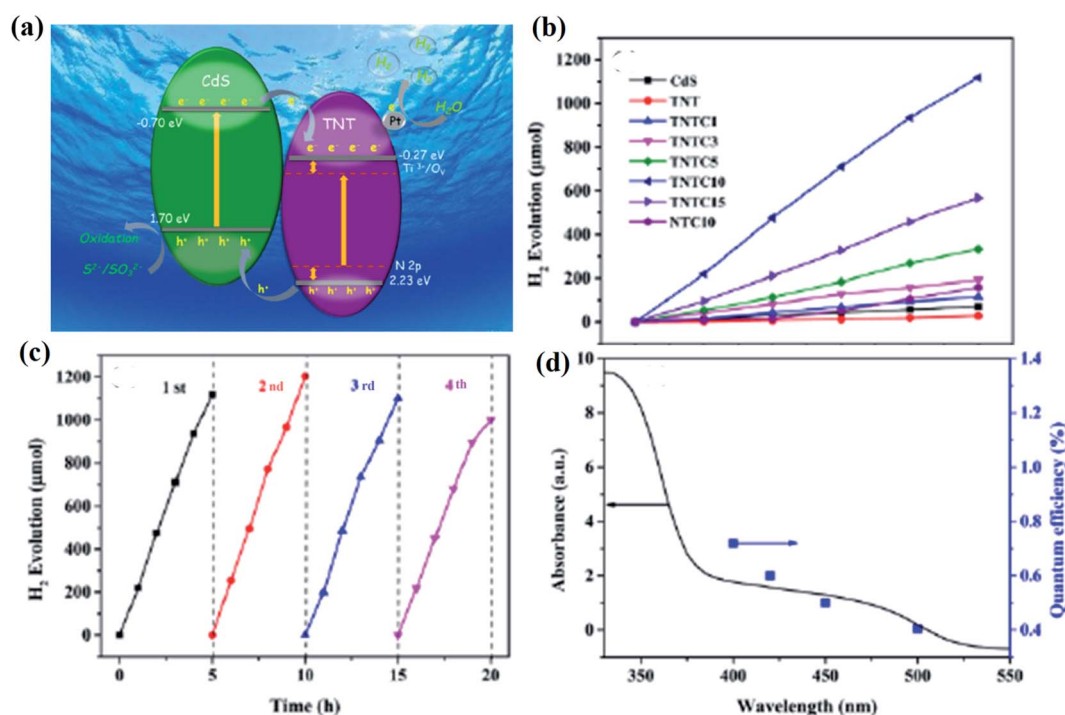 (a)
CdS
e⁻ e⁻ e⁻ e⁻
-0.70 eV
1.70 eV
h⁺ h⁺ h⁺ h⁺
Oxidation
S²⁻/SO₃²⁻
h⁺
TNT
e⁻ e⁻ e⁻ e⁻
-0.27 eV
Ti ³⁺/Oᵥ
N 2p
2.23 eV
h⁺ h⁺ h⁺ h⁺
H₂
H₂
H₂
e⁻
Pt
H₂O
(b)
H₂ Evolution (μmol)
1200
1000
800
600
400
200
0
CdS
TNT
TNTC1
TNTC3
TNTC5
TNTC10
TNTC15
NTC10
(c)
H₂ Evolution (μmol)
1200
1000
800
600
400
200
0
1 st
2 nd
3 rd
4 th
0 5 10 15 20
Time (h)
(d)
Absorbance (a.u.)
10
8
6
4
2
0
350 400 450 500 550
Wavelength (nm)
1.4
1.2
1.0
0.8
0.6
0.4
Quantum efficiency (%)